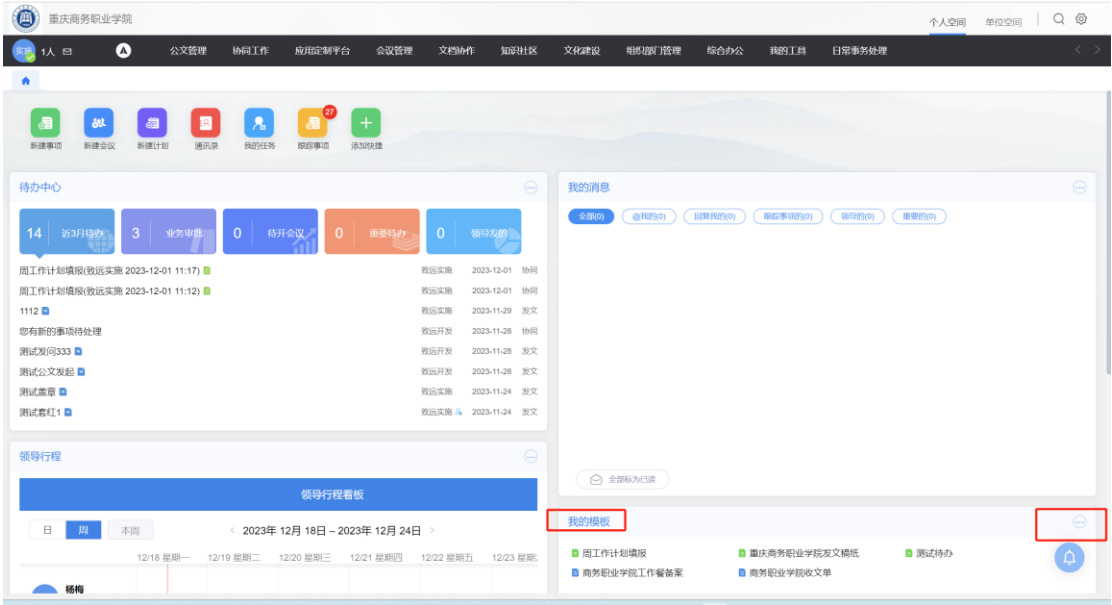 重庆商务职业学院
个人空间 单位空间
实施 1人 公文管理 协同工作 应用定制平台 会议管理 文档协作 知识社区 文化建设 组织部门管理 综合办公 我的工具 日常事务处理
27
新建事项 新建会议 新建计划 通讯录 我的任务 跟踪事项 添加快捷
待办中心
14 近3月待办 3 业务审批 0 待开会议 0 重要待办 0 领导发的
周工作计划填报(致远实施 2023-12-01 11:17) 致远实施 2023-12-01 协同
周工作计划填报(致远实施 2023-12-01 11:12) 致远实施 2023-12-01 协同
1112 致远实施 2023-11-29 发文
您有新的事项待处理 致远开发 2023-11-28 协同
测试发问333 致远开发 2023-11-28 发文
测试公文发起 致远开发 2023-11-28 发文
测试盖章 致远实施 2023-11-24 发文
测试套红1 致远实施 2023-11-24 发文
我的消息
全部(0) @我的(0) 回复我的(0) 跟踪事项的(0) 领导的(0) 重要的(0)
全部标为已读
领导行程
领导行程看板
日 周 本周 2023年 12月 18日 – 2023年 12月 24日
12/18 星期一 12/19 星期二 12/20 星期三 12/21 星期四 12/22 星期五 12/23 星期
杨梅
我的模板
周工作计划填报 重庆商务职业学院发文稿纸 测试待办
商务职业学院工作餐备案 商务职业学院收文单